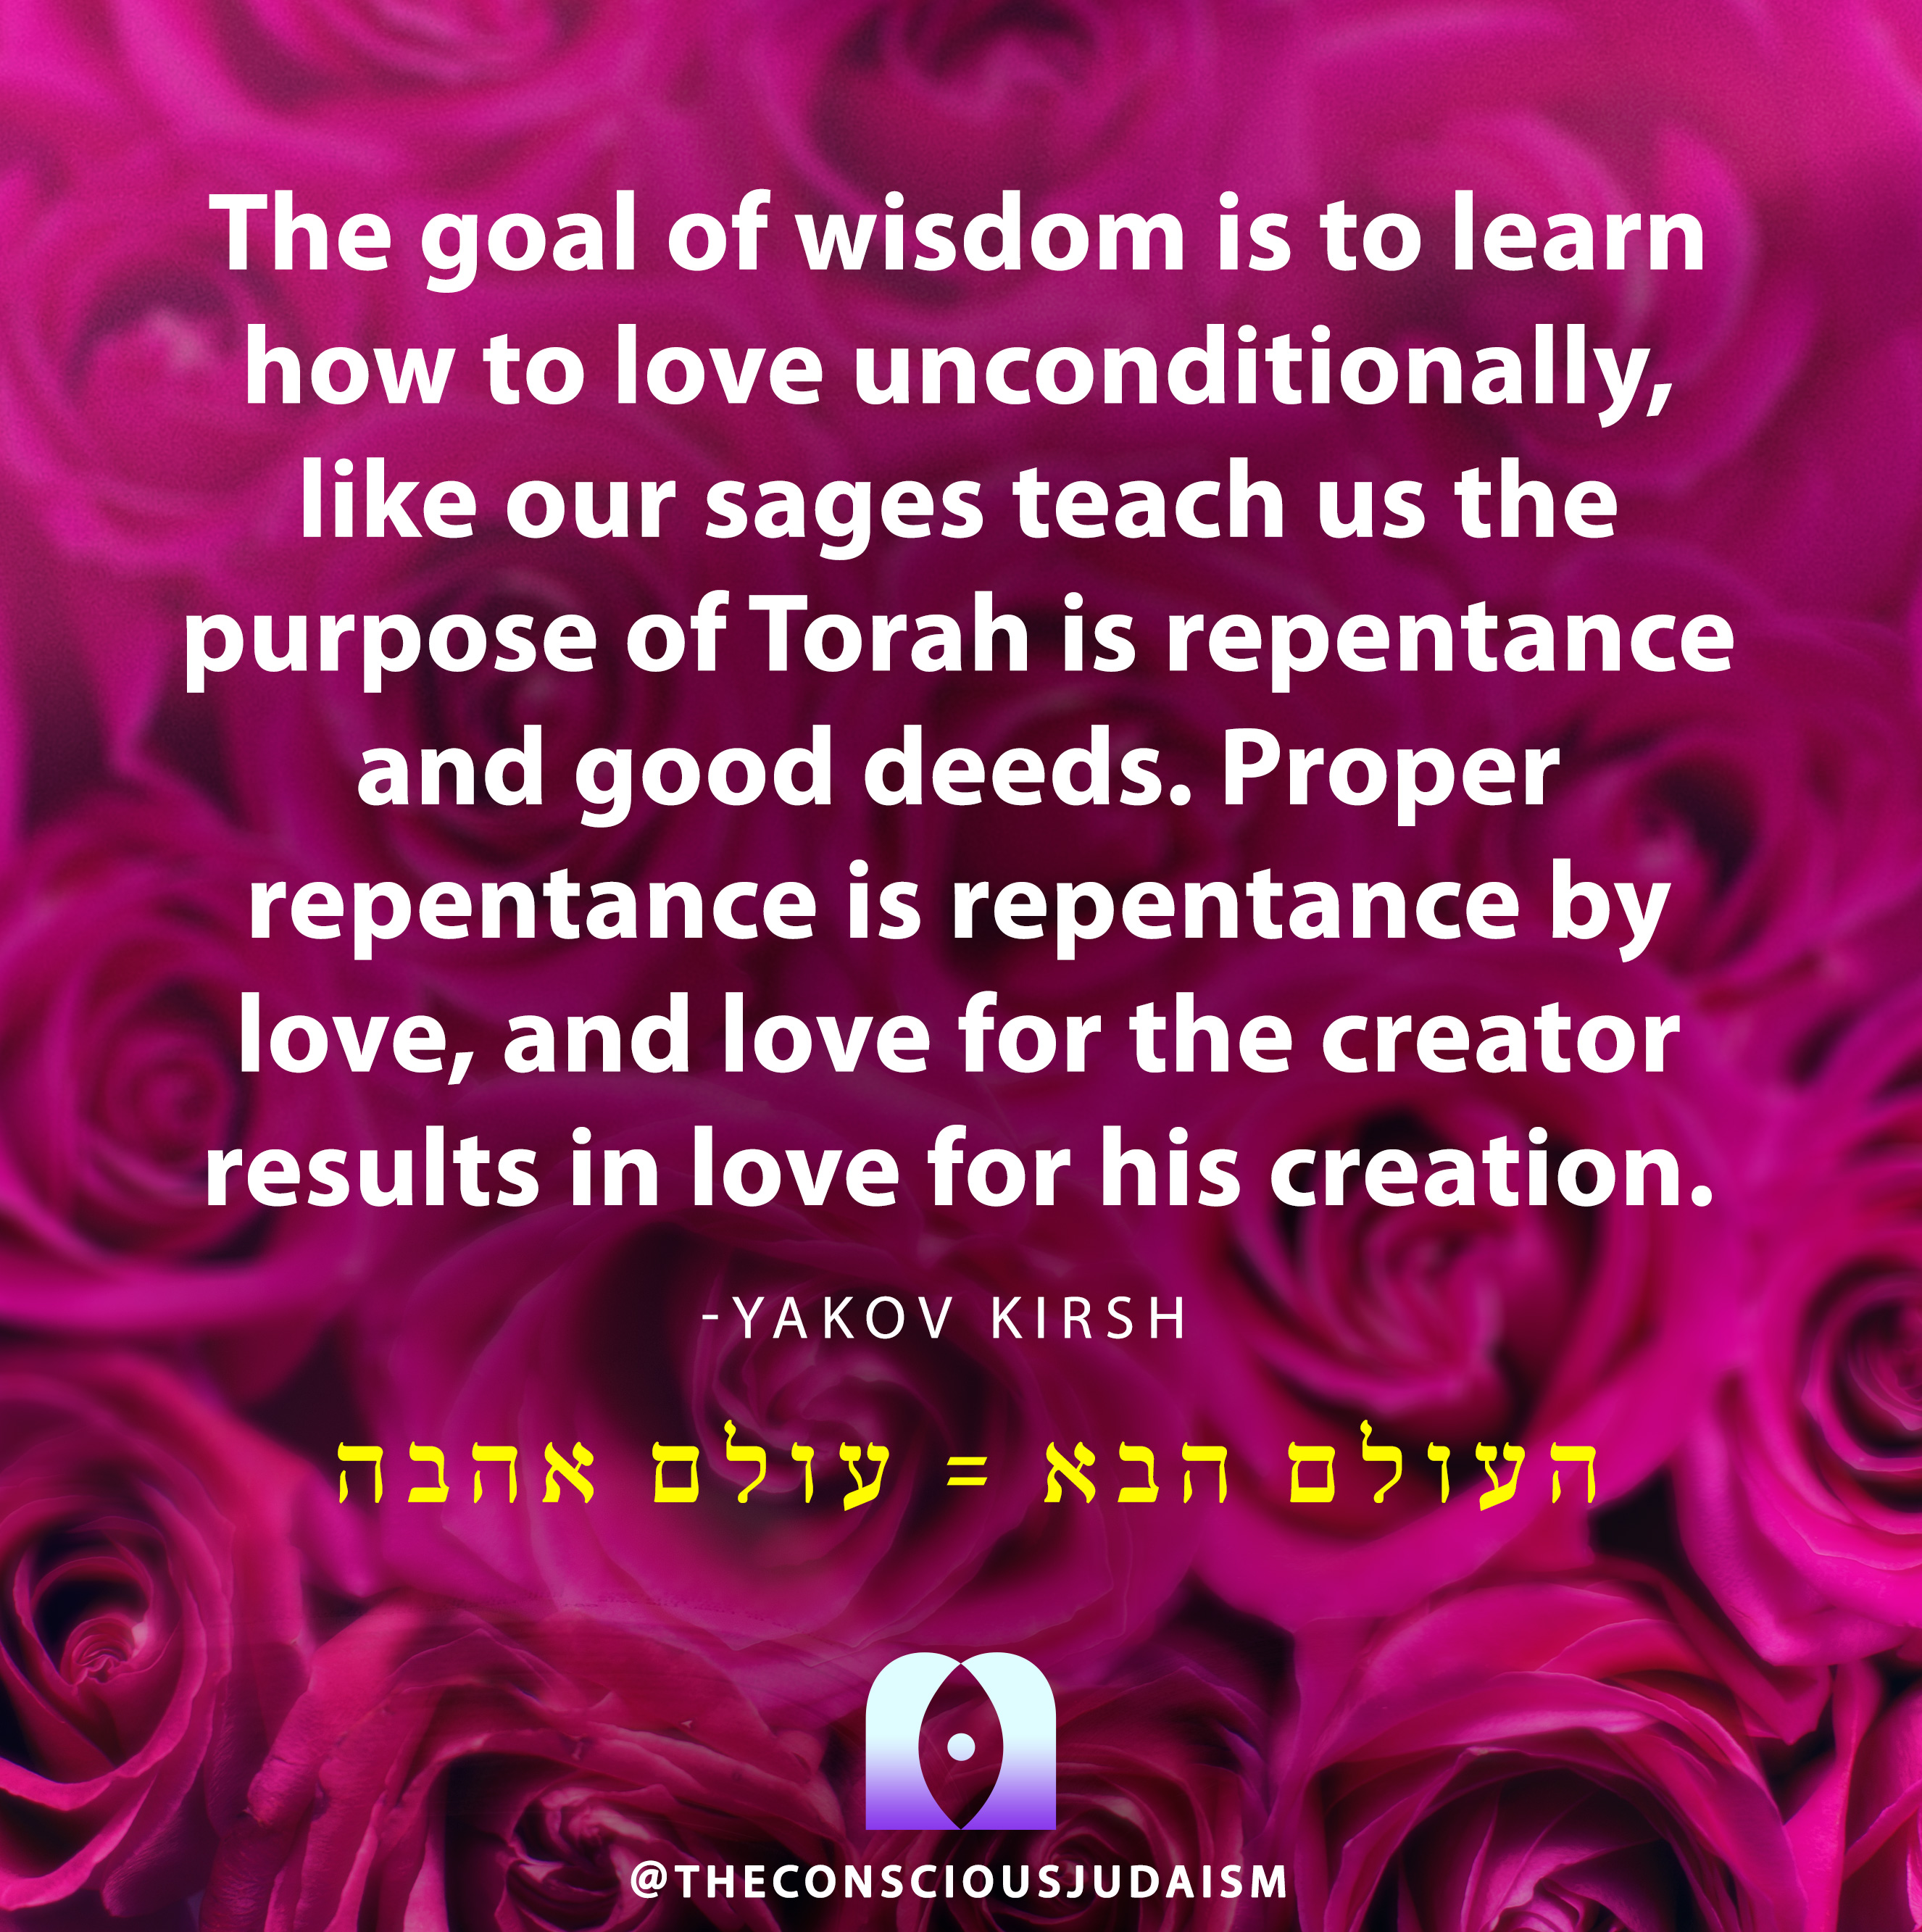 The goal of wisdom is to learn
how to love unconditionally,
like our sages teach us the
purpose of Torah is repentance
and good deeds. Proper
repentance is repentance by
love, and love for the creator
results in love for his creation.
-YAKOV KIRSH
העולם הבא = עולם אהבה
@THECONSCIOUSJUDAISM